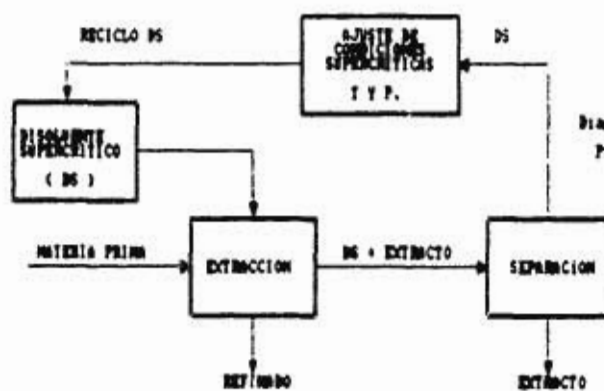 RECICLO DS
AJUSTE DE
CONDICIONES
SUPERCRITICAS
T Y P.
DS
DISOLVENTE
SUPERCRITICO
( DS )
MATERIA PRIMA
EXTRACCION
DS + EXTRACTO
SEPARACION
REFINADO
EXTRACTO